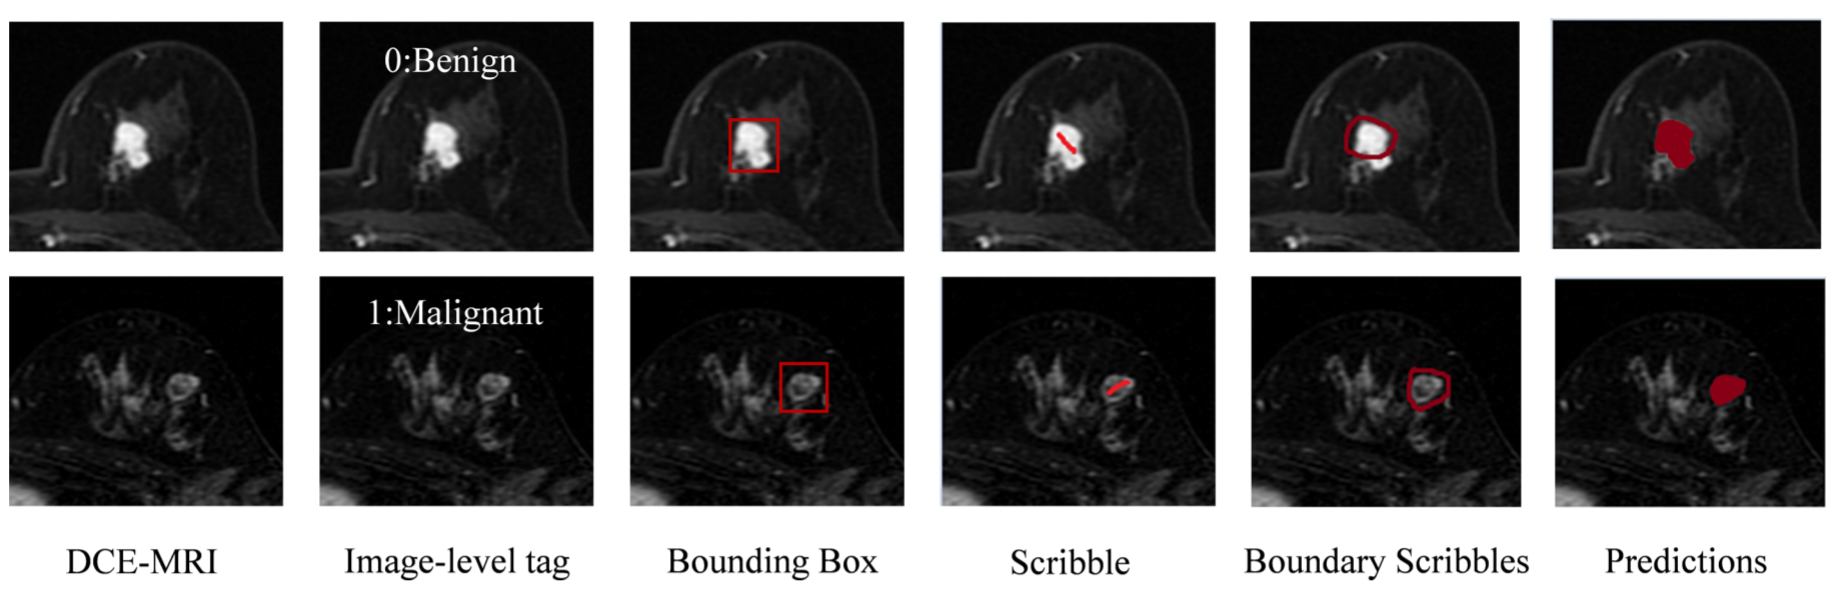 0:Benign
1:Malignant
DCE-MRI
Image-level tag
Bounding Box
Scribble
Boundary Scribbles
Predictions